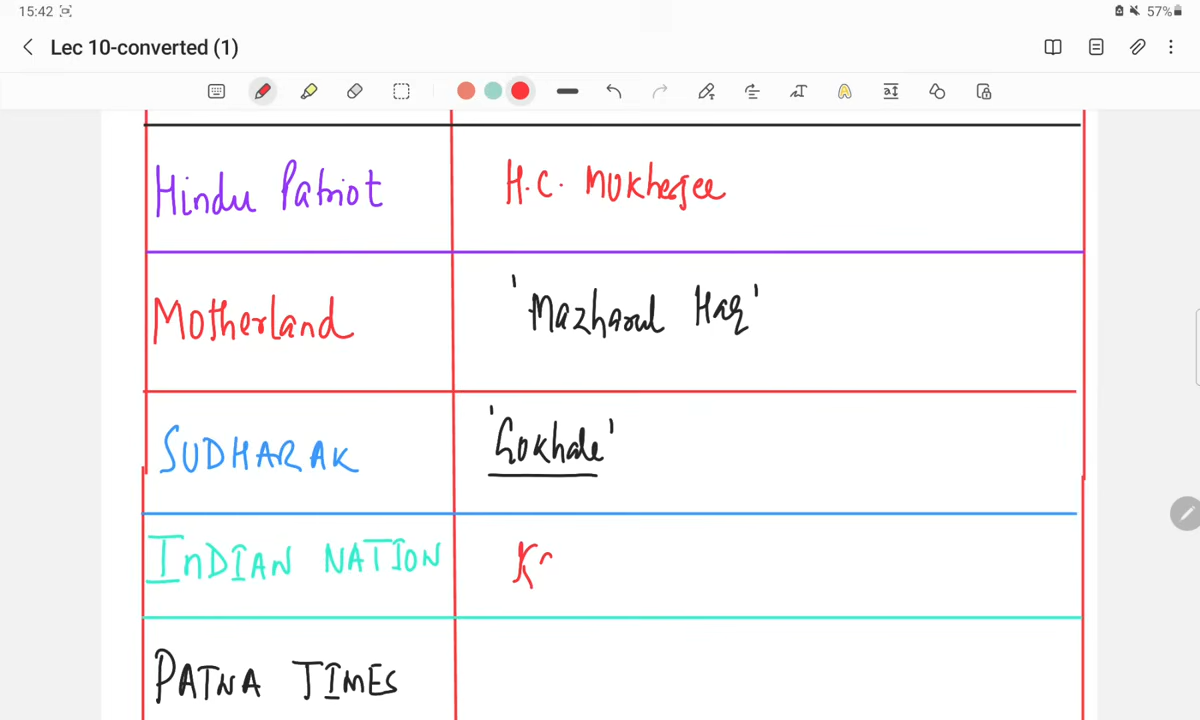 15:42 57%
Lec 10-converted (1)
Hindu Patriot H.C. Mukherjee
Motherland 'Mazharul Haq'
SUDHARAK 'Gokhale'
INDIAN NATION
PATNA TIMES